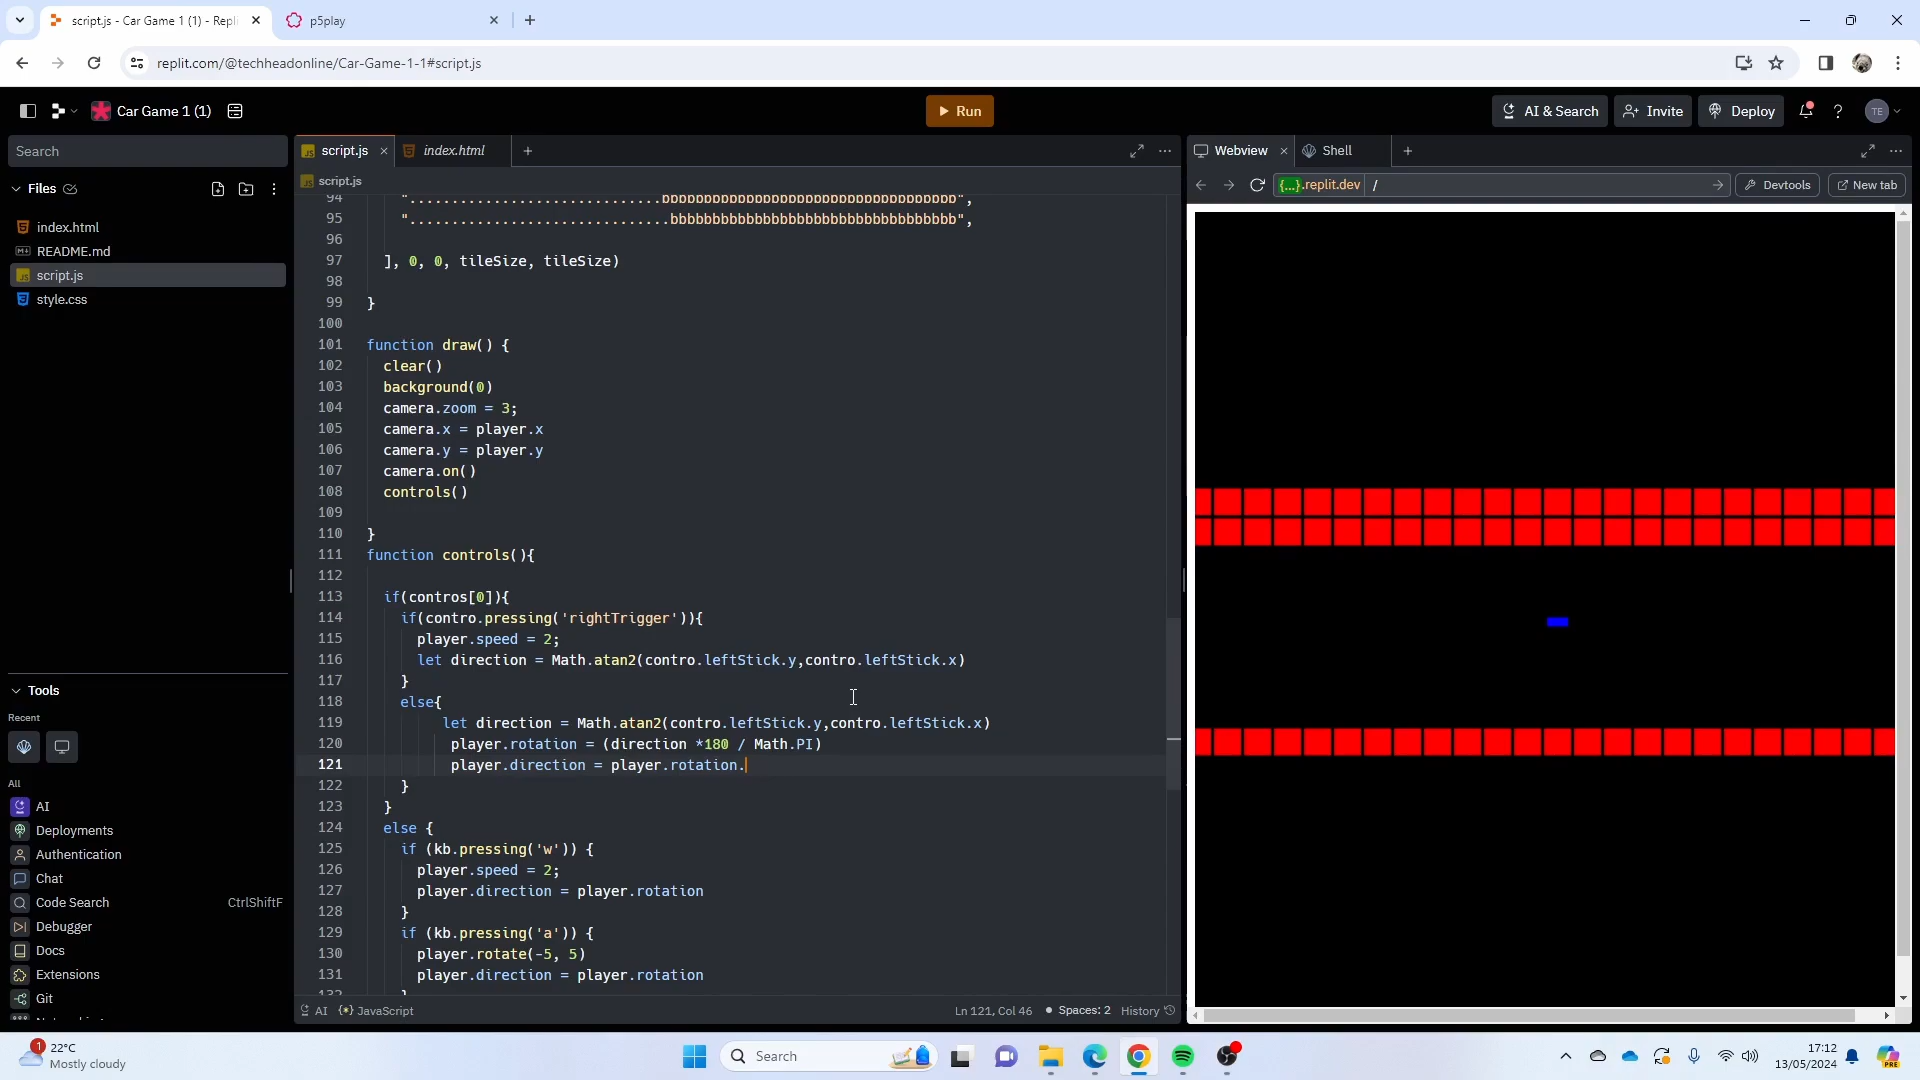 script.js - Car Game 1 (1) - Repli
p5play
replit.com/@techheadonline/Car-Game-1-1#script.js
Car Game 1 (1)
Run
AI & Search
Invite
Deploy
TE
Search
script.js
index.html
Webview
Shell
script.js
Files
{...}.replit.dev
/
Devtools
New tab
index.html
README.md
script.js
style.css
94 "..............................bbbbbbbbbbbbbbbbbbbbbbbbbbbbbbbbbbb",
95 "...............................bbbbbbbbbbbbbbbbbbbbbbbbbbbbbbbbbb",
96
97 ], 0, 0, tileSize, tileSize)
98
99 }
100
101 function draw() {
102 clear()
103 background(0)
104 camera.zoom = 3;
105 camera.x = player.x
106 camera.y = player.y
107 camera.on()
108 controls()
109
110 }
111 function controls(){
112
113 if(contros[0]){
114 if(contro.pressing('rightTrigger')){
115 player.speed = 2;
116 let direction = Math.atan2(contro.leftStick.y,contro.leftStick.x)
117 }
118 else{
119 let direction = Math.atan2(contro.leftStick.y,contro.leftStick.x)
120 player.rotation = (direction *180 / Math.PI)
121 player.direction = player.rotation.
122 }
123 }
124 else {
125 if (kb.pressing('w')) {
126 player.speed = 2;
127 player.direction = player.rotation
128 }
129 if (kb.pressing('a')) {
130 player.rotate(-5, 5)
131 player.direction = player.rotation
132 }
Tools
Recent
All
AI
Deployments
Authentication
Chat
Code Search CtrlShiftF
Debugger
Docs
Extensions
Git
AI
JavaScript
Ln 121, Col 46
Spaces: 2
History
1
22°C
Mostly cloudy
Search
17:12
13/05/2024
PRE